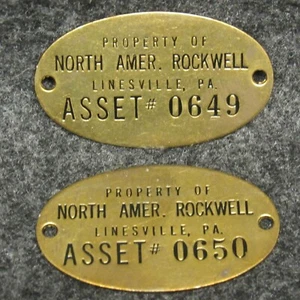 PROPERTY OF
NORTH AMER. ROCKWELL
LINESVILLE, PA.
ASSET # 0649
PROPERTY OF
NORTH AMER. ROCKWELL
LINESVILLE, PA.
ASSET # 0650